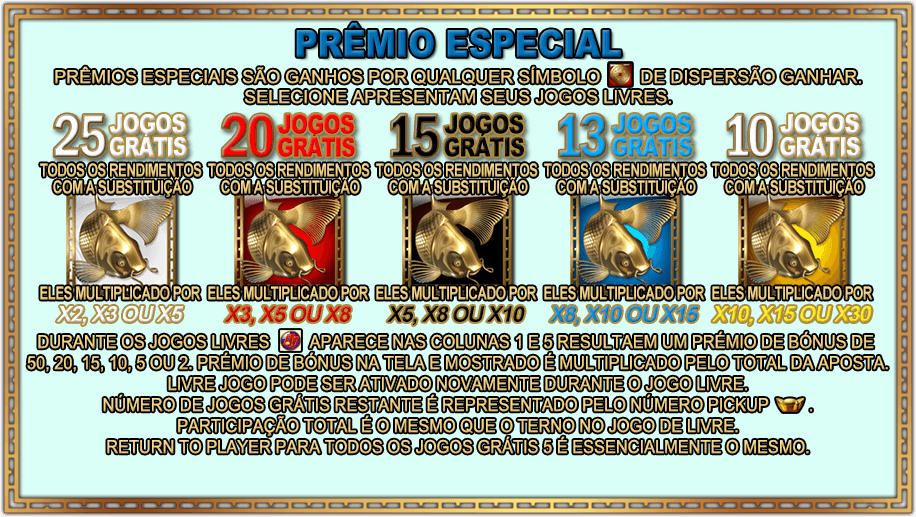 PRÊMIO ESPECIAL
PRÊMIOS ESPECIAIS SÃO GANHOS POR QUALQUER SÍMBOLO DE DISPERSÃO GANHAR.
SELECIONE APRESENTAM SEUS JOGOS LIVRES.
25 JOGOS GRÁTIS 20 JOGOS GRÁTIS 15 JOGOS GRÁTIS 13 JOGOS GRÁTIS 10 JOGOS GRÁTIS
TODOS OS RENDIMENTOS TODOS OS RENDIMENTOS TODOS OS RENDIMENTOS TODOS OS RENDIMENTOS TODOS OS RENDIMENTOS
COM A SUBSTITUIÇÃO COM A SUBSTITUIÇÃO COM A SUBSTITUIÇÃO COM A SUBSTITUIÇÃO COM A SUBSTITUIÇÃO
ELES MULTIPLICADO POR ELES MULTIPLICADO POR ELES MULTIPLICADO POR ELES MULTIPLICADO POR ELES MULTIPLICADO POR
X2, X3 OU X5 X3, X5 OU X8 X5, X8 OU X10 X8, X10 OU X15 X10, X15 OU X30
DURANTE OS JOGOS LIVRES APARECE NAS COLUNAS 1 E 5 RESULTAEM UM PRÉMIO DE BÓNUS DE
50, 20, 15, 10, 5 OU 2. PRÉMIO DE BÓNUS NA TELA E MOSTRADO É MULTIPLICADO PELO TOTAL DA APOSTA.
LIVRE JOGO PODE SER ATIVADO NOVAMENTE DURANTE O JOGO LIVRE.
NÚMERO DE JOGOS GRÁTIS RESTANTE É REPRESENTADO PELO NÚMERO PICKUP .
PARTICIPAÇÃO TOTAL É O MESMO QUE O TERNO NO JOGO DE LIVRE.
RETURN TO PLAYER PARA TODOS OS JOGOS GRÁTIS 5 É ESSENCIALMENTE O MESMO.